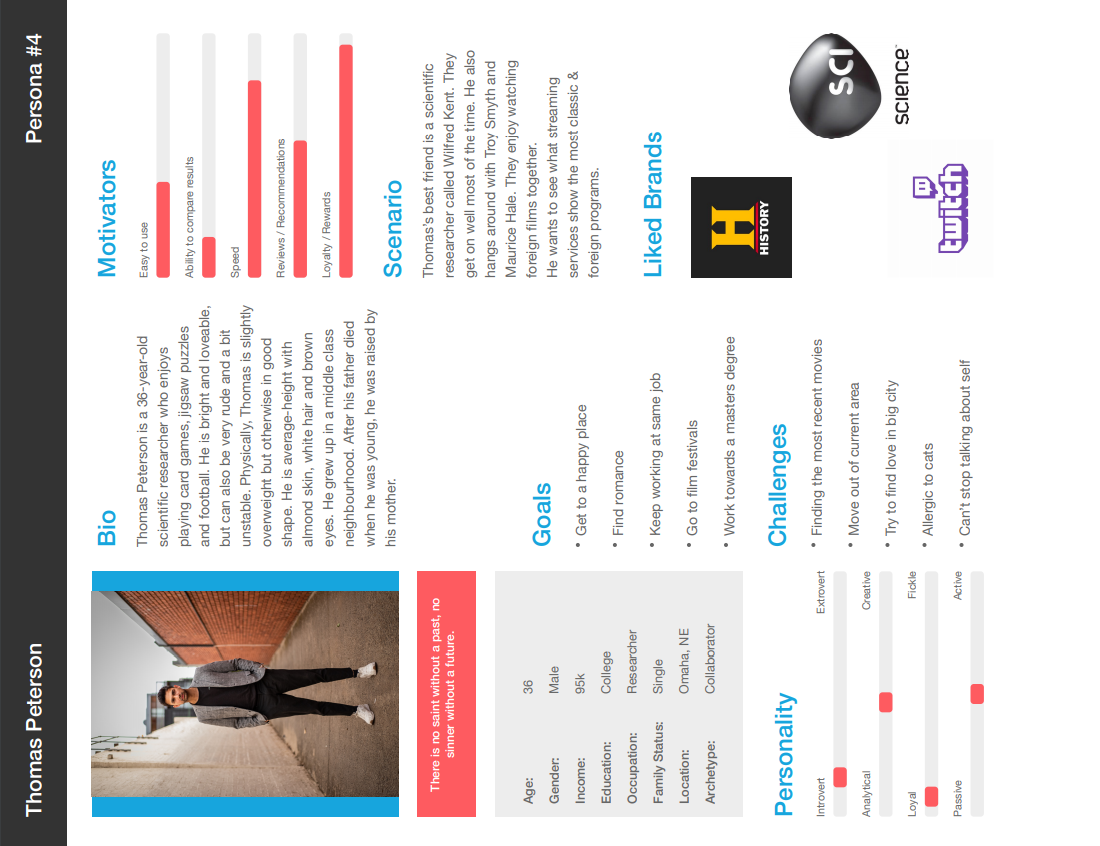 Thomas Peterson
Persona #4
There is no saint without a past, no
sinner without a future.
Age: 36
Gender: Male
Income: 95k
Education: College
Occupation: Researcher
Family Status: Single
Location: Omaha, NE
Archetype: Collaborator
Personality
Introvert Extrovert
Analytical Creative
Loyal Fickle
Passive Active
Bio
Thomas Peterson is a 36-year-old
scientific researcher who enjoys
playing card games, jigsaw puzzles
and football. He is bright and loveable,
but can also be very rude and a bit
unstable. Physically, Thomas is slightly
overweight but otherwise in good
shape. He is average-height with
almond skin, white hair and brown
eyes. He grew up in a middle class
neighbourhood. After his father died
when he was young, he was raised by
his mother.
Goals
• Get to a happy place
• Find romance
• Keep working at same job
• Go to film festivals
• Work towards a masters degree
Challenges
• Finding the most recent movies
• Move out of current area
• Try to find love in big city
• Allergic to cats
• Can't stop talking about self
Motivators
Easy to use
Ability to compare results
Speed
Reviews / Recommendations
Loyalty / Rewards
Scenario
Thomas's best friend is a scientific
researcher called Wilfred Kent. They
get on well most of the time. He also
hangs around with Troy Smyth and
Maurice Hale. They enjoy watching
foreign films together.
He wants to see what streaming
services show the most classic &
foreign programs.
Liked Brands
H
HISTORY
SCI
science
twitch